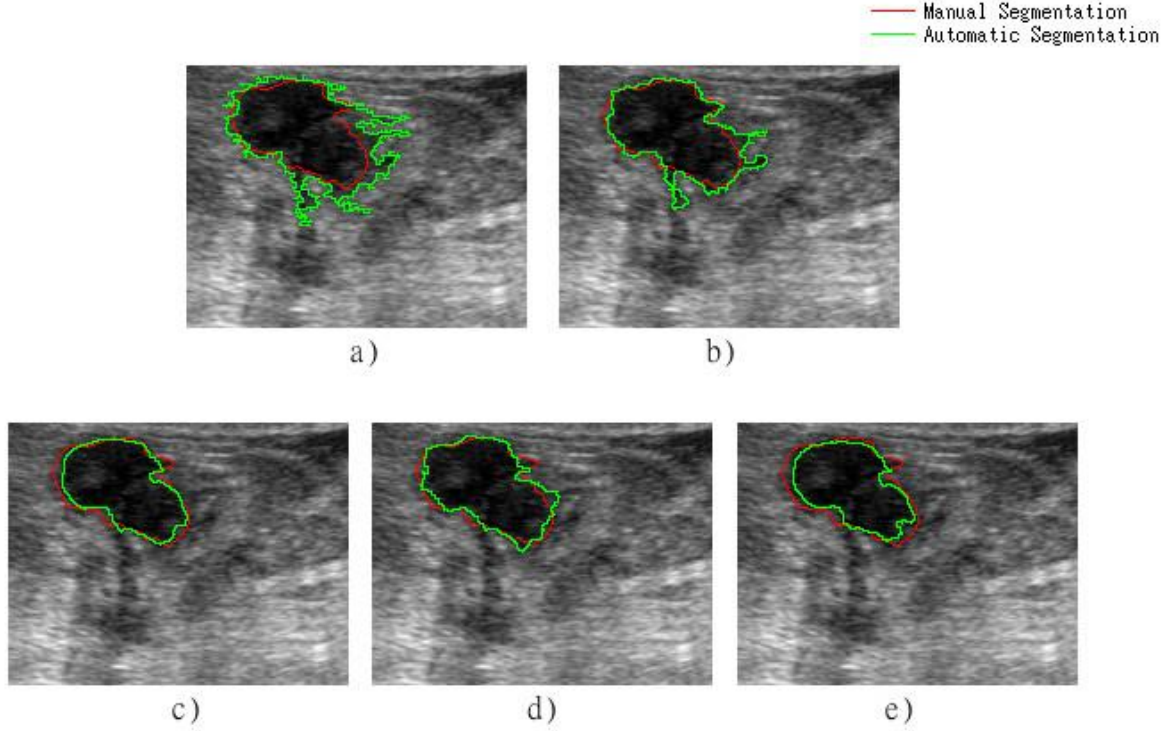 Manual Segmentation
Automatic Segmentation
a)
b)
c)
d)
e)